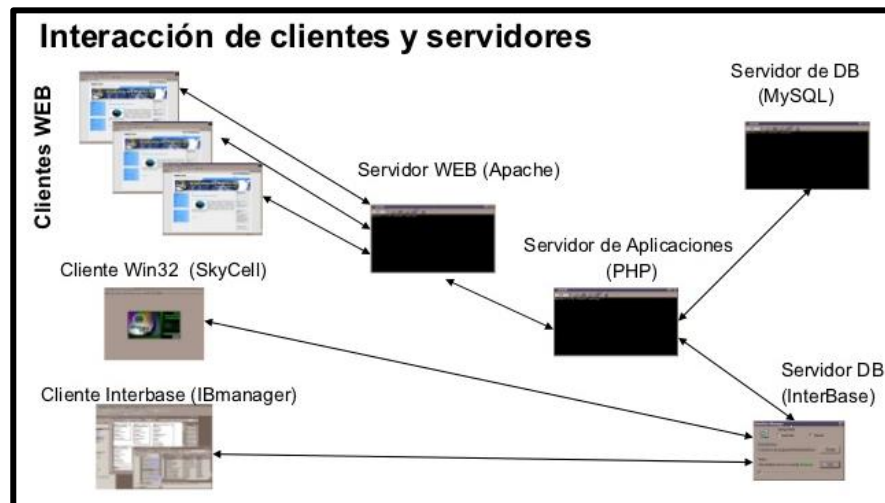 Interacción de clientes y servidores
Clientes WEB
Servidor de DB
(MySQL)
Servidor WEB (Apache)
Servidor de Aplicaciones
(PHP)
Cliente Win32 (SkyCell)
Servidor DB
(InterBase)
Cliente Interbase (IBmanager)